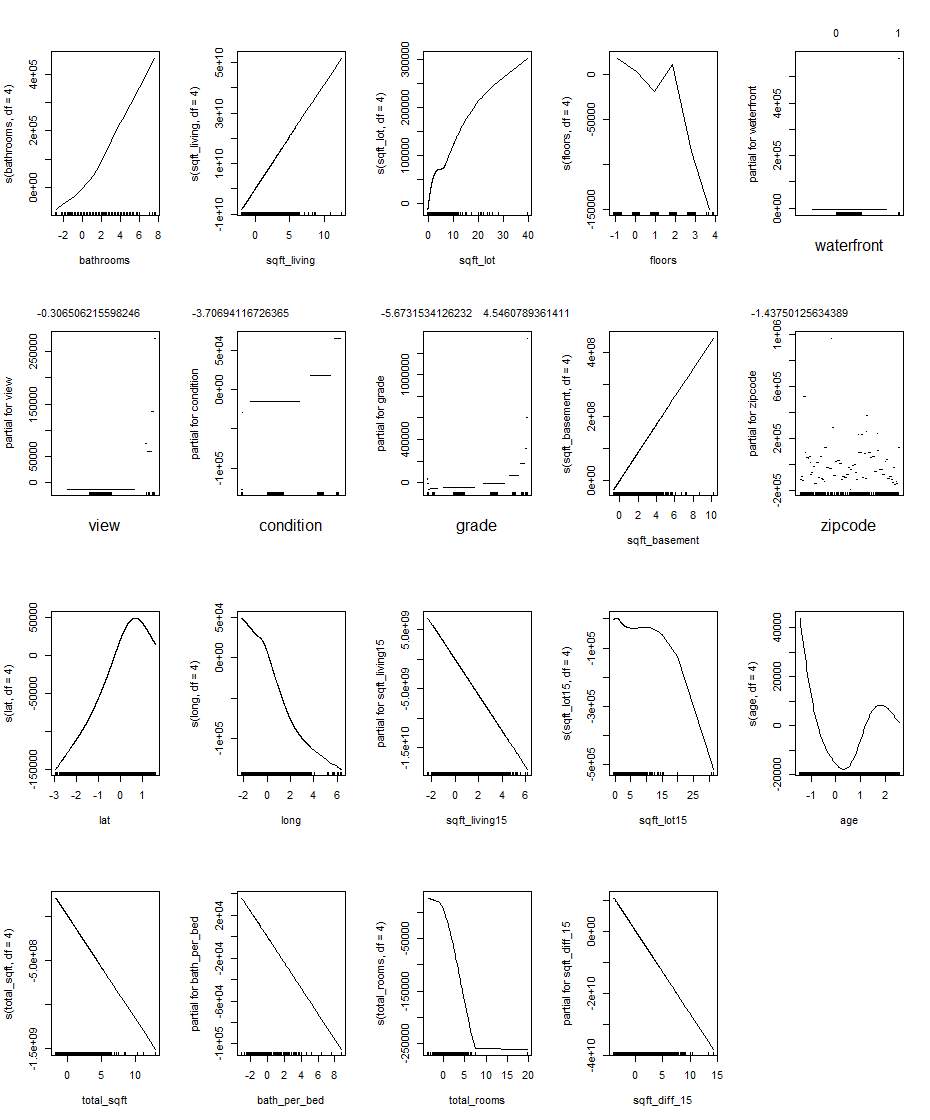 0 1
s(bathrooms, df = 4)
0e+00 2e+05 4e+05
-2 0 2 4 6 8
bathrooms
s(sqft_living, df = 4)
-1e+10 1e+10 3e+10 5e+10
0 5 10
sqft_living
s(sqft_lot, df = 4)
0 100000 200000 300000
0 10 20 30 40
sqft_lot
s(floors, df = 4)
-150000 -50000 0
-1 0 1 2 3 4
floors
partial for waterfront
0e+00 2e+05 4e+05
waterfront
-0.306506215598246
partial for view
0 50000 150000 250000
view
-3.70694116726365
partial for condition
-1e+05 0e+00 5e+04
condition
-5.6731534126232 4.5460789361411
partial for grade
0 400000 1000000
grade
s(sqft_basement, df = 4)
0e+00 2e+08 4e+08
0 2 4 6 8 10
sqft_basement
-1.43750125634389
partial for zipcode
-2e+05 2e+05 6e+05 1e+06
zipcode
s(lat, df = 4)
-150000 -50000 0 50000
-3 -2 -1 0 1
lat
s(long, df = 4)
-1e+05 0e+00 5e+04
-2 0 2 4 6
long
partial for sqft_living15
-1.5e+10 -5.0e+09 5.0e+09
-2 0 2 4 6
sqft_living15
s(sqft_lot15, df = 4)
-5e+05 -3e+05 -1e+05
0 5 15 25
sqft_lot15
s(age, df = 4)
-20000 0 20000 40000
-1 0 1 2
age
s(total_sqft, df = 4)
-1.5e+09 -5.0e+08
0 5 10
total_sqft
partial for bath_per_bed
-1e+05 -6e+04 -2e+04 2e+04
-2 0 2 4 6 8
bath_per_bed
s(total_rooms, df = 4)
-250000 -150000 -50000
0 5 10 15 20
total_rooms
partial for sqft_diff_15
-4e+10 -2e+10 0e+00
0 5 10 15
sqft_diff_15